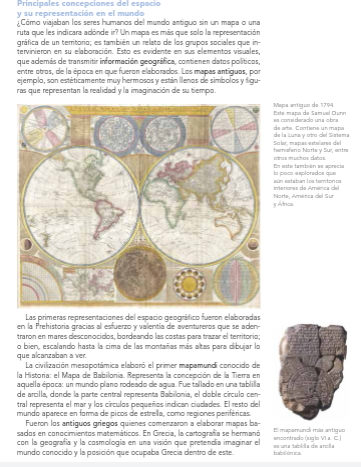 Principales concepciones del espacio
y su representación en el mundo
¿Cómo viajaban los seres humanos del mundo antiguo sin un mapa o una
ruta que les indicara adónde ir? Un mapa es más que solo la representación
gráfica de un territorio; es también un relato de los grupos sociales que in-
tervinieron en su elaboración. Esto es evidente en sus elementos visuales,
que además de transmitir información geográfica, contienen datos políticos,
entre otros, de la época en que fueron elaborados. Los mapas antiguos, por
ejemplo, son estéticamente muy hermosos y están llenos de símbolos y figu-
ras que representan la realidad y la imaginación de su tiempo.
Mapa antiguo de 1794.
Este mapa de Samuel Dunn
es considerado una obra
de arte. Contiene un mapa
de la Luna y otro del Sistema
Solar, mapas estelares del
hemisferio Norte y Sur, entre
otros muchos datos.
En este también se aprecia
lo poco explorados que
aún estaban los territorios
interiores de América del
Norte, América del Sur
y África.
Las primeras representaciones del espacio geográfico fueron elaboradas
en la Prehistoria gracias al esfuerzo y valentía de aventureros que se aden-
traron en mares desconocidos, bordeando las costas para trazar el territorio;
o bien, escalando hasta la cima de las montañas más altas para dibujar lo
que alcanzaban a ver.
La civilización mesopotámica elaboró el primer mapamundi conocido de
la Historia: el Mapa de Babilonia. Representa la concepción de la Tierra en
aquella época: un mundo plano rodeado de agua. Fue tallado en una tablilla
de arcilla, donde la parte central representa Babilonia, el doble círculo cen-
tral representa el mar y los círculos pequeños indican ciudades. El resto del
mundo aparece en forma de picos de estrella, como regiones periféricas.
Fueron los antiguos griegos quienes comenzaron a elaborar mapas ba-
sados en conocimientos matemáticos. En Grecia, la cartografía se hermanó
con la geografía y la cosmología en una visión que pretendía imaginar el
mundo conocido y la posición que ocupaba Grecia dentro de este.
El mapamundi más antiguo
encontrado (siglo VI a. C.)
es una tablilla de arcilla
babilónica.